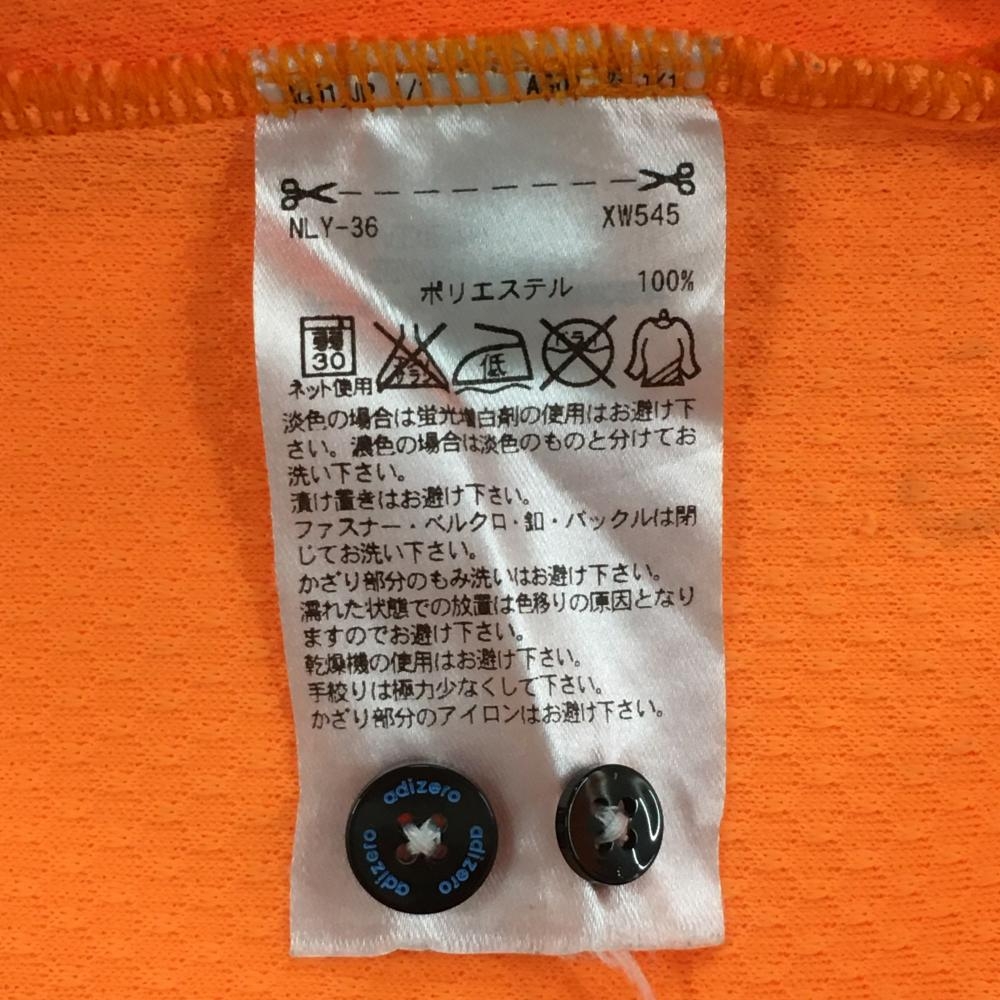 NLY-36 XW545
ポリエステル 100%
弱
30
低
ネット使用
淡色の場合は蛍光増白剤の使用はお避け下
さい。濃色の場合は淡色のものと分けてお
洗い下さい。
漬け置きはお避け下さい。
ファスナー・ベルクロ・釦・バックルは閉
じてお洗い下さい。
かざり部分のもみ洗いはお避け下さい。
濡れた状態での放置は色移りの原因となり
ますのでお避け下さい。
乾燥機の使用はお避け下さい。
手絞りは極力少なくして下さい。
かざり部分のアイロンはお避け下さい。
adizero
adizero
adizero